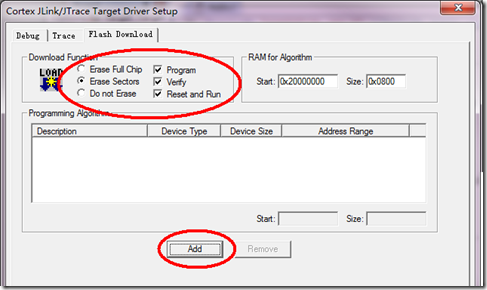 Cortex JLink/JTrace Target Driver Setup
Debug Trace Flash Download
Download Function
LOAD
Erase Full Chip Program
Erase Sectors Verify
Do not Erase Reset and Run
RAM for Algorithm
Start: 0x20000000 Size: 0x0800
Programming Algorithm
Description Device Type Device Size Address Range
Start: Size:
Add Remove